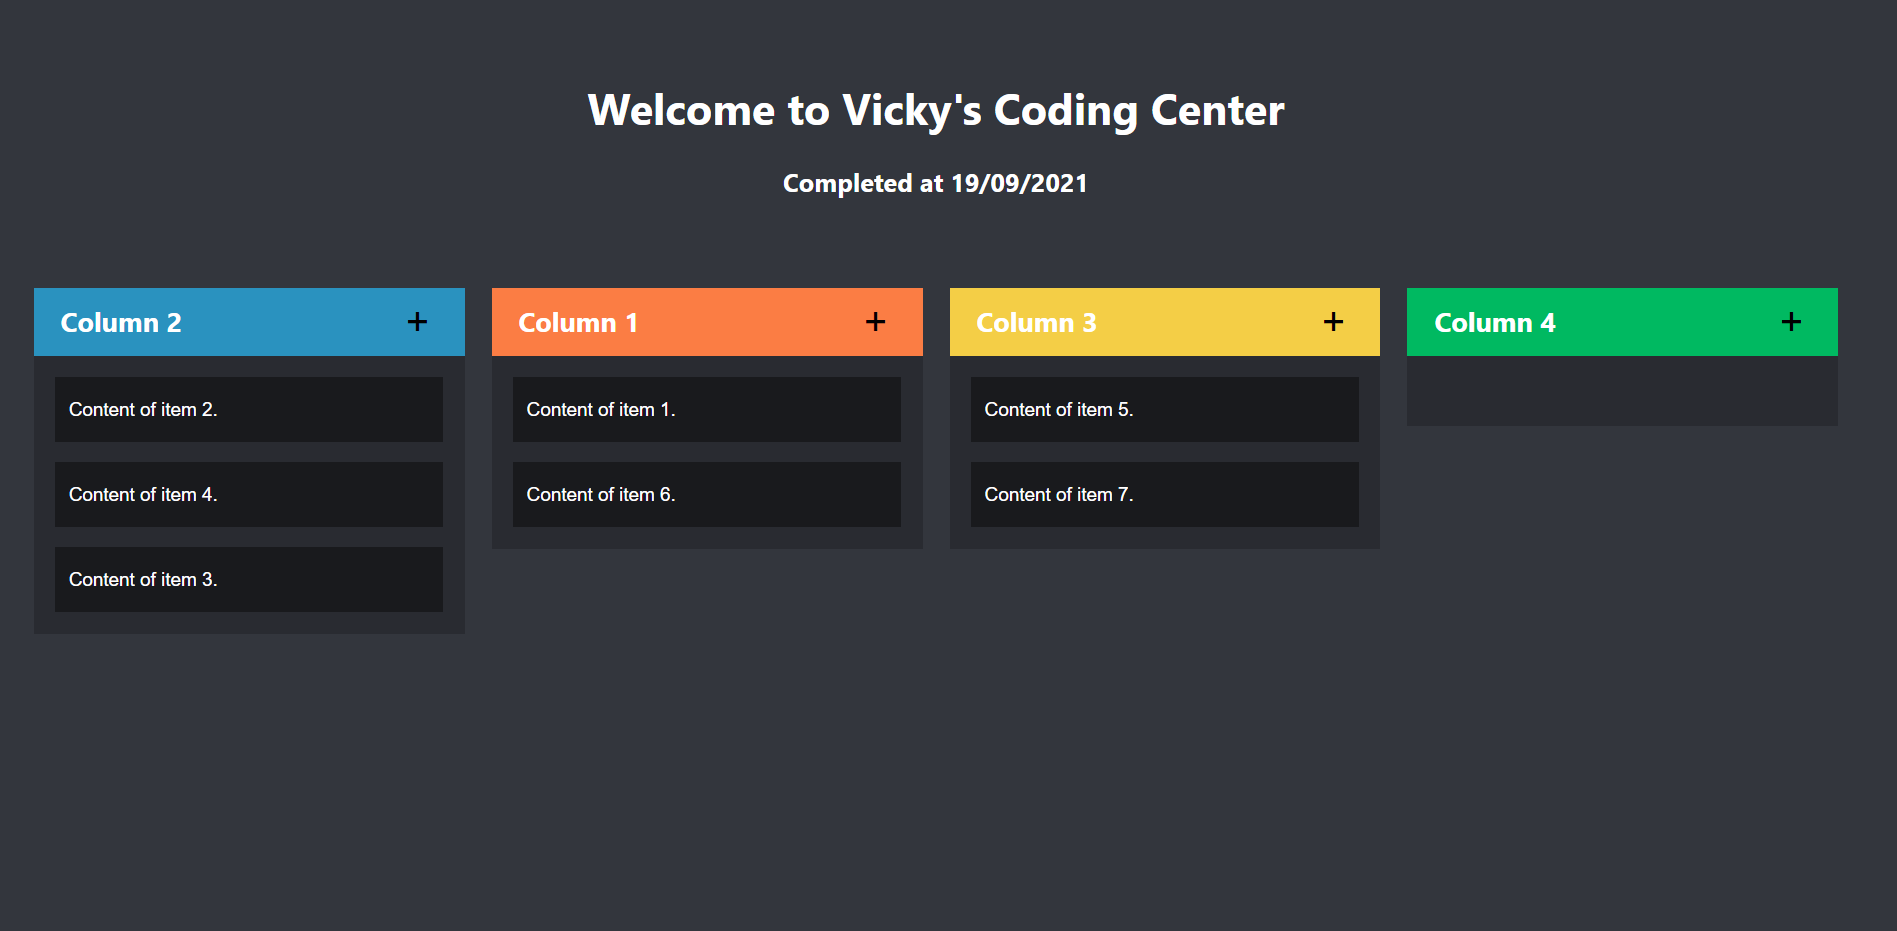 Welcome to Vicky's Coding Center
Completed at 19/09/2021
Column 2 +
Content of item 2.
Content of item 4.
Content of item 3.
Column 1 +
Content of item 1.
Content of item 6.
Column 3 +
Content of item 5.
Content of item 7.
Column 4 +